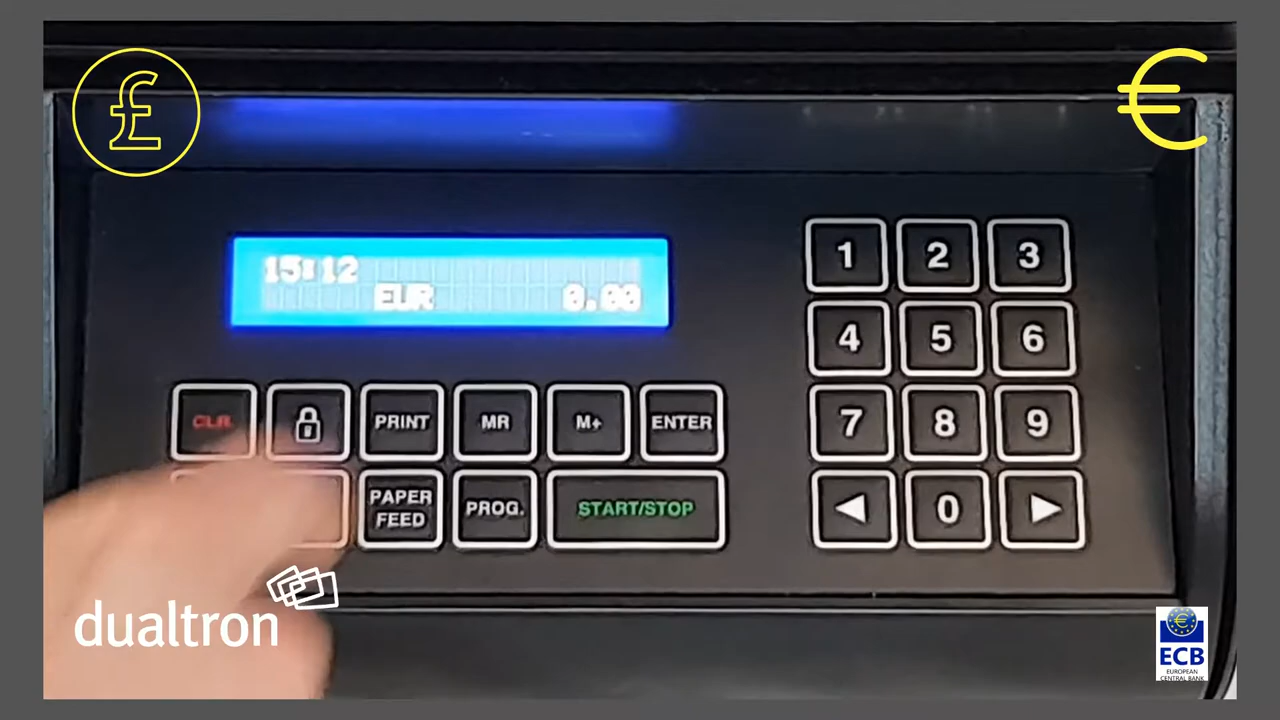 £
€
15:12
EUR 0.00
1 2 3
4 5 6
7 8 9
◄ 0 ►
CLR PRINT MR M+ ENTER
PAPER FEED PROG. START/STOP
dualtron
ECB
EUROPEAN
CENTRAL BANK